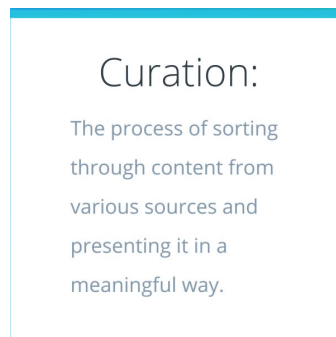 Curation:
The process of sorting
through content from
various sources and
presenting it in a
meaningful way.